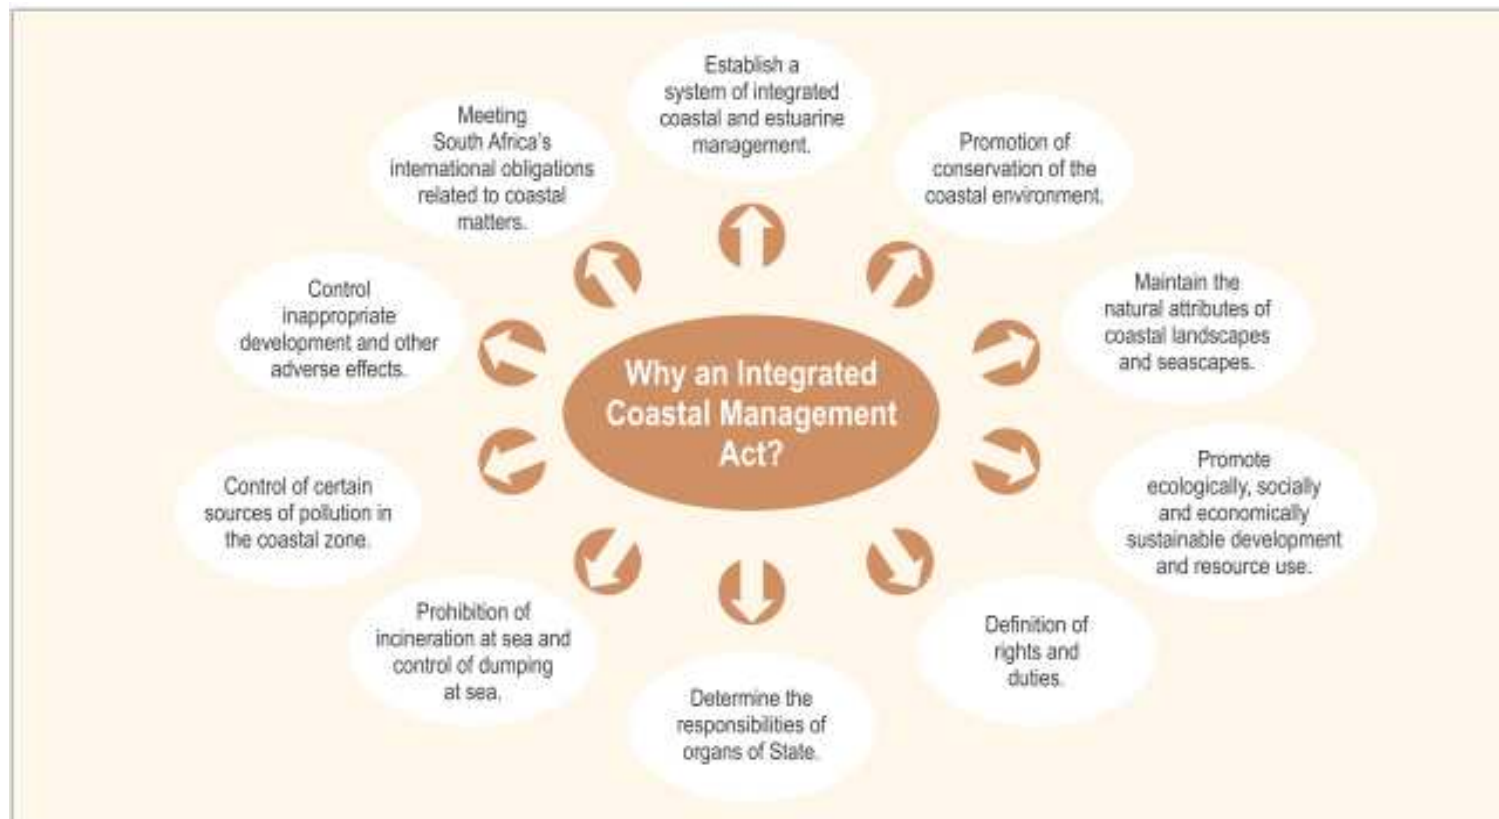 Establish a
system of integrated
coastal and estuarine
management.
Promotion of
conservation of the
coastal environment.
Maintain the
natural attributes of
coastal landscapes
and seascapes.
Promote
ecologically, socially
and economically
sustainable development
and resource use.
Definition of
rights and
duties.
Determine the
responsibilities of
organs of State.
Prohibition of
incineration at sea and
control of dumping
at sea.
Control of certain
sources of pollution in
the coastal zone.
Control
inappropriate
development and other
adverse effects.
Meeting
South Africa's
international obligations
related to coastal
matters.
Why an Integrated
Coastal Management
Act?